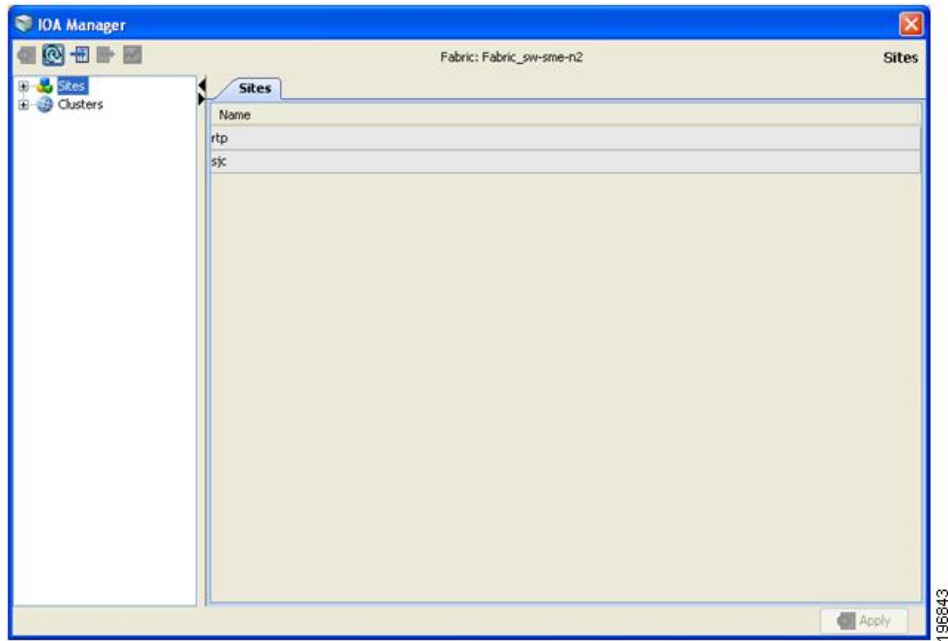 IOA Manager
Fabric: Fabric_sw-sme-n2
Sites
Sites
Clusters
Sites
Name
rtp
sjc
Apply
196843